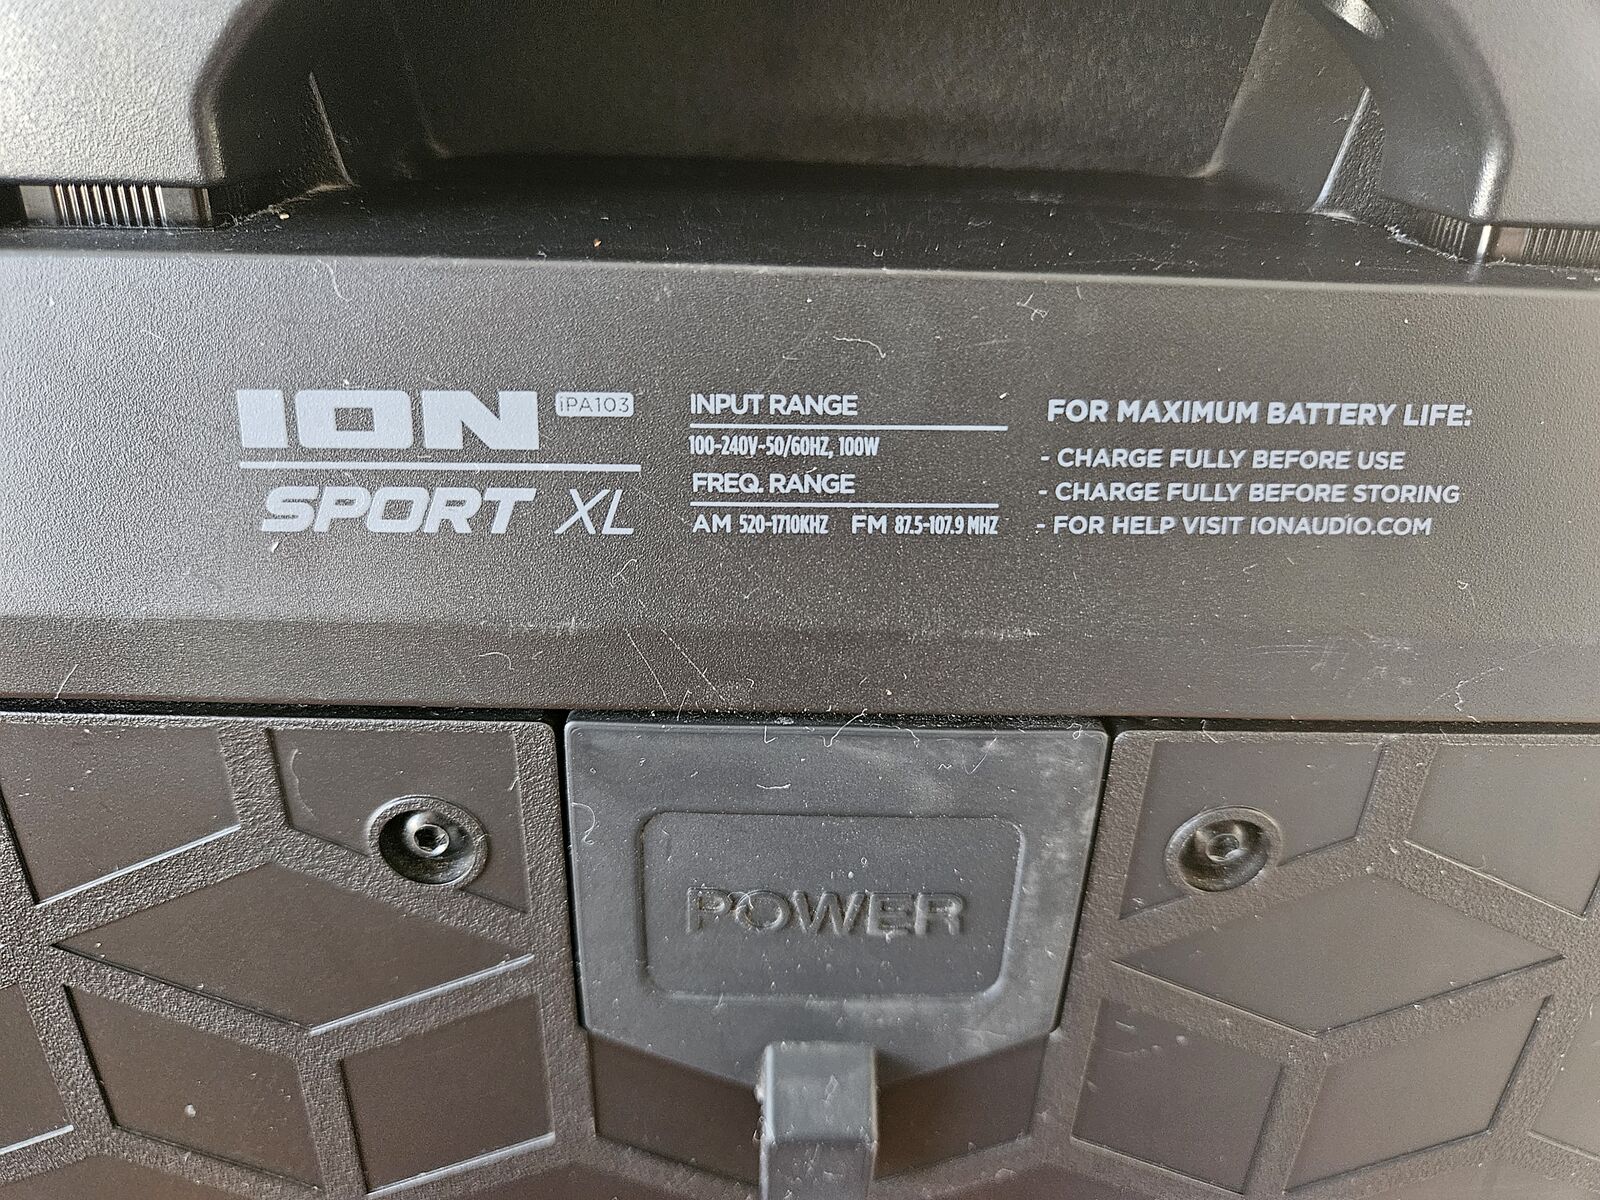 ION iPA103
SPORT XL
INPUT RANGE
100-240V~50/60HZ, 100W
FREQ. RANGE
AM 520-1710KHZ FM 87.5-107.9 MHZ
FOR MAXIMUM BATTERY LIFE:
- CHARGE FULLY BEFORE USE
- CHARGE FULLY BEFORE STORING
- FOR HELP VISIT IONAUDIO.COM
POWER